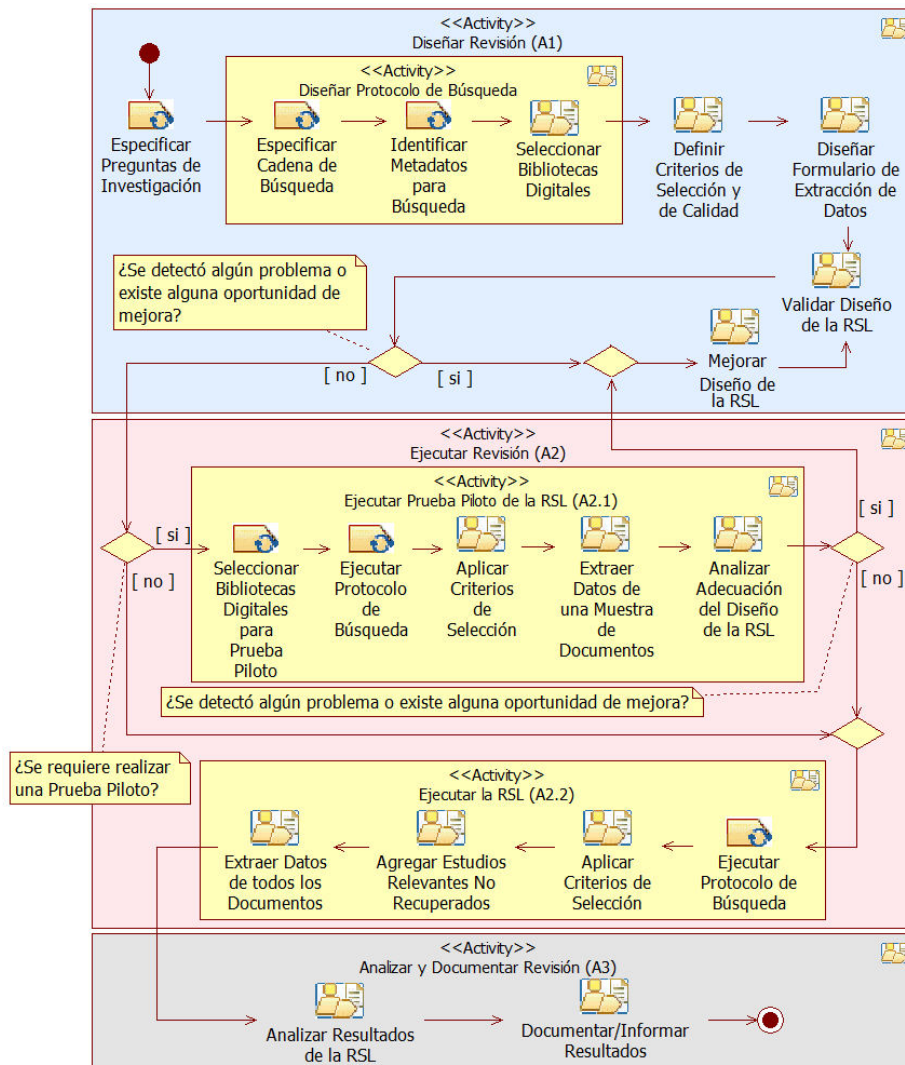 <<Activity>>
Diseñar Revisión (A1)
<<Activity>>
Diseñar Protocolo de Búsqueda
Especificar
Preguntas de
Investigación
Especificar
Cadena de
Búsqueda
Identificar
Metadatos
para
Búsqueda
Seleccionar
Bibliotecas
Digitales
Definir
Criterios de
Selección y
de Calidad
Diseñar
Formulario de
Extracción de
Datos
¿Se detectó algún problema o
existe alguna oportunidad de
mejora?
Validar Diseño
de la RSL
Mejorar
Diseño de
la RSL
[ no ]
[ si ]
<<Activity>>
Ejecutar Revisión (A2)
<<Activity>>
Ejecutar Prueba Piloto de la RSL (A2.1)
[ si ]
[ no ]
Seleccionar
Bibliotecas
Digitales
para
Prueba
Piloto
Ejecutar
Protocolo
de
Búsqueda
Aplicar
Criterios
de
Selección
Extraer
Datos de
una Muestra
de
Documentos
Analizar
Adecuación
del Diseño
de la RSL
[ si ]
[ no ]
¿Se detectó algún problema o existe alguna oportunidad de mejora?
¿Se requiere realizar
una Prueba Piloto?
<<Activity>>
Ejecutar la RSL (A2.2)
Extraer Datos
de todos los
Documentos
Agregar Estudios
Relevantes No
Recuperados
Aplicar
Criterios de
Selección
Ejecutar
Protocolo de
Búsqueda
<<Activity>>
Analizar y Documentar Revisión (A3)
Analizar Resultados
de la RSL
Documentar/Informar
Resultados